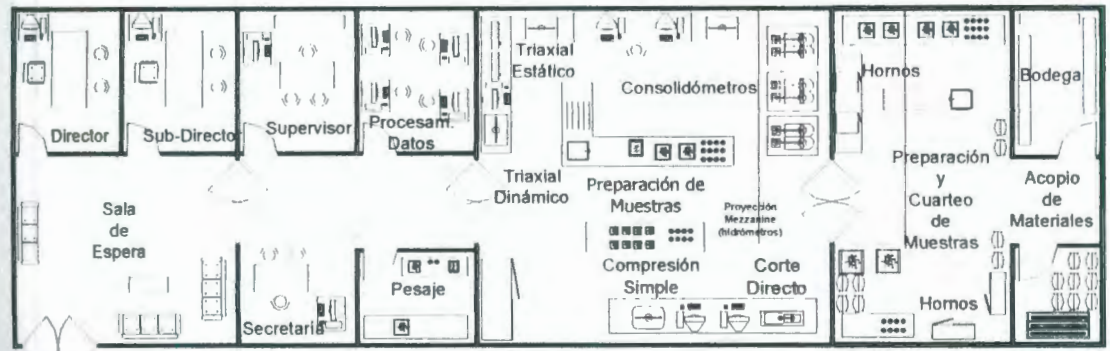 Director
Sub-Directo
Supervisor
Procesam.
Datos
Triaxial
Estático
Consolidómetros
Hornos
Bodega
Triaxial
Dinámico
Preparación de
Muestras
Proyección
Mezzanine
(hidrómetros)
Preparación
y
Cuarteo
de
Muestras
Acopio
de
Materiales
Sala
de
Espera
Secretaria
Pesaje
Compresión
Simple
Corte
Directo
Hornos